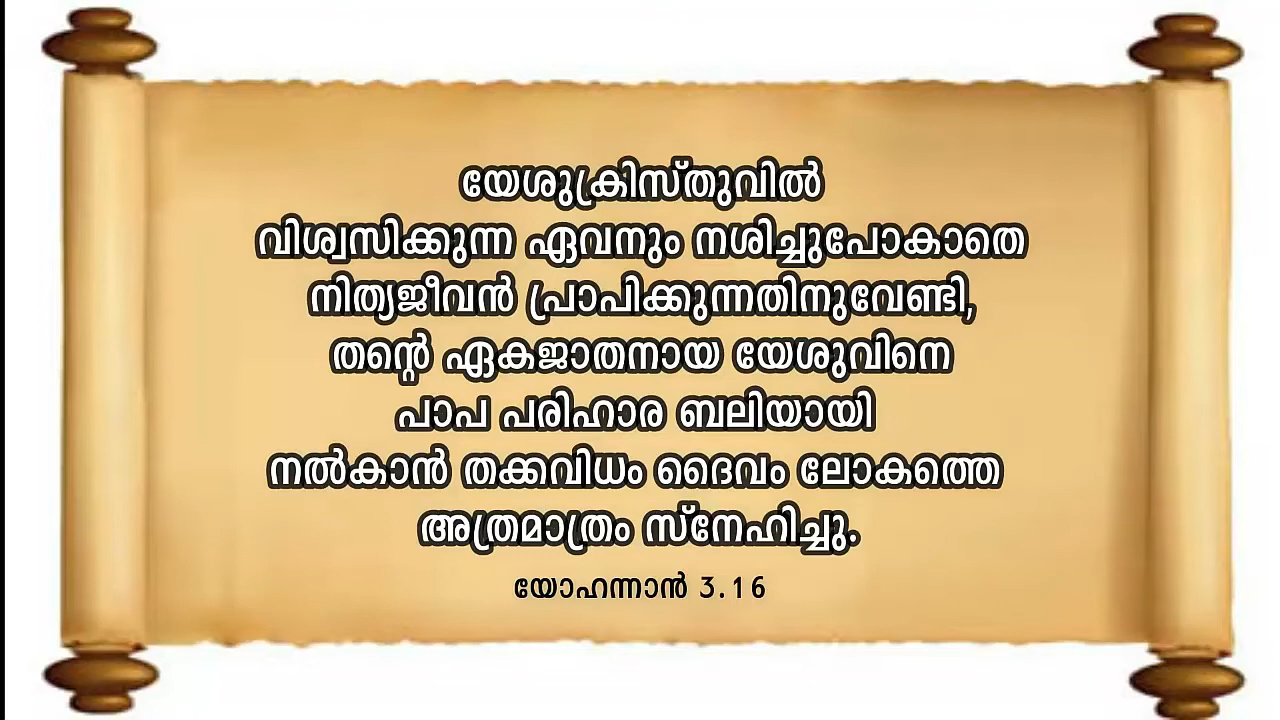 യേശുക്രിസ്തുവിൽ
വിശ്വസിക്കുന്ന ഏവനും നശിച്ചുപോകാതെ
നിത്യജീവൻ പ്രാപിക്കുന്നതിനുവേണ്ടി,
തന്റെ ഏകജാതനായ യേശുവിനെ
പാപ പരിഹാര ബലിയായി
നൽകാൻ തക്കവിധം ദൈവം ലോകത്തെ
അത്രമാത്രം സ്നേഹിച്ചു.
യോഹന്നാൻ 3.16